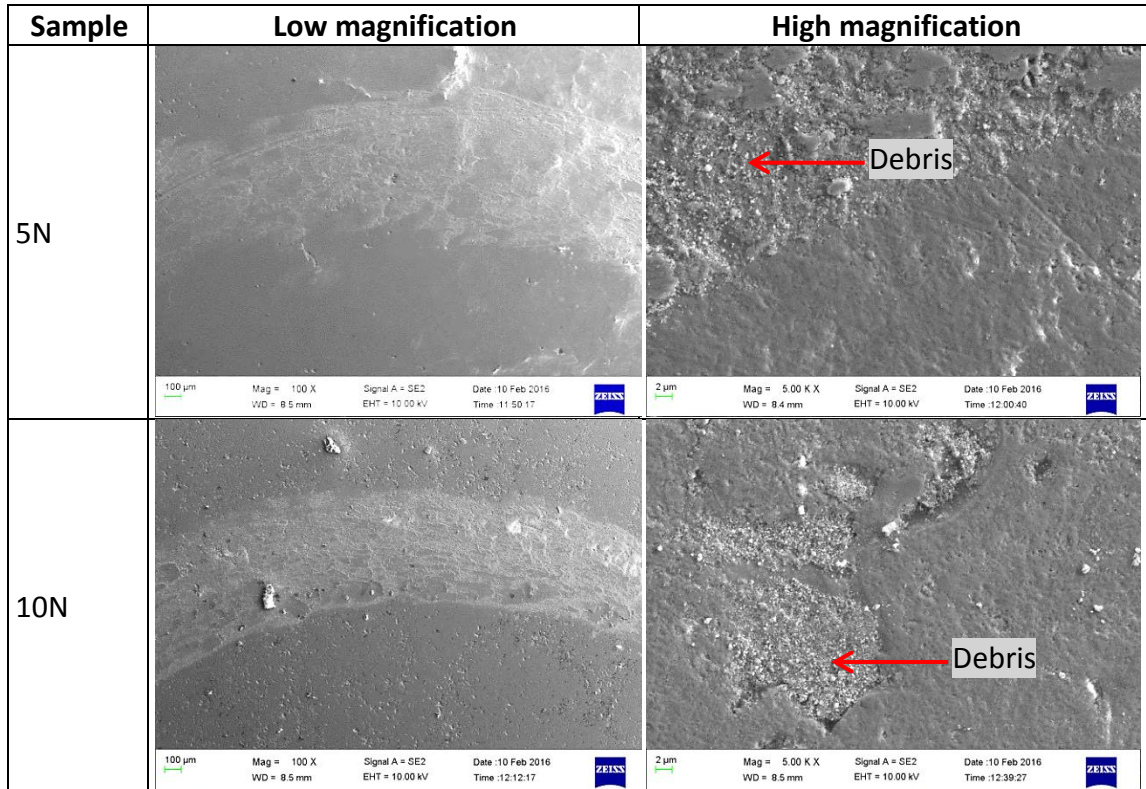 Sample Low magnification High magnification
5N
Debris
100 µm Mag = 100 X Signal A = SE2 Date :10 Feb 2016 ZEISS
WD = 8.5 mm EHT = 10.00 kV Time :11:50:17
2 µm Mag = 5.00 K X Signal A = SE2 Date :10 Feb 2016 ZEISS
WD = 8.4 mm EHT = 10.00 kV Time :12:00:40
10N
Debris
100 µm Mag = 100 X Signal A = SE2 Date :10 Feb 2016 ZEISS
WD = 8.5 mm EHT = 10.00 kV Time :12:12:17
2 µm Mag = 5.00 K X Signal A = SE2 Date :10 Feb 2016 ZEISS
WD = 8.5 mm EHT = 10.00 kV Time :12:39:27